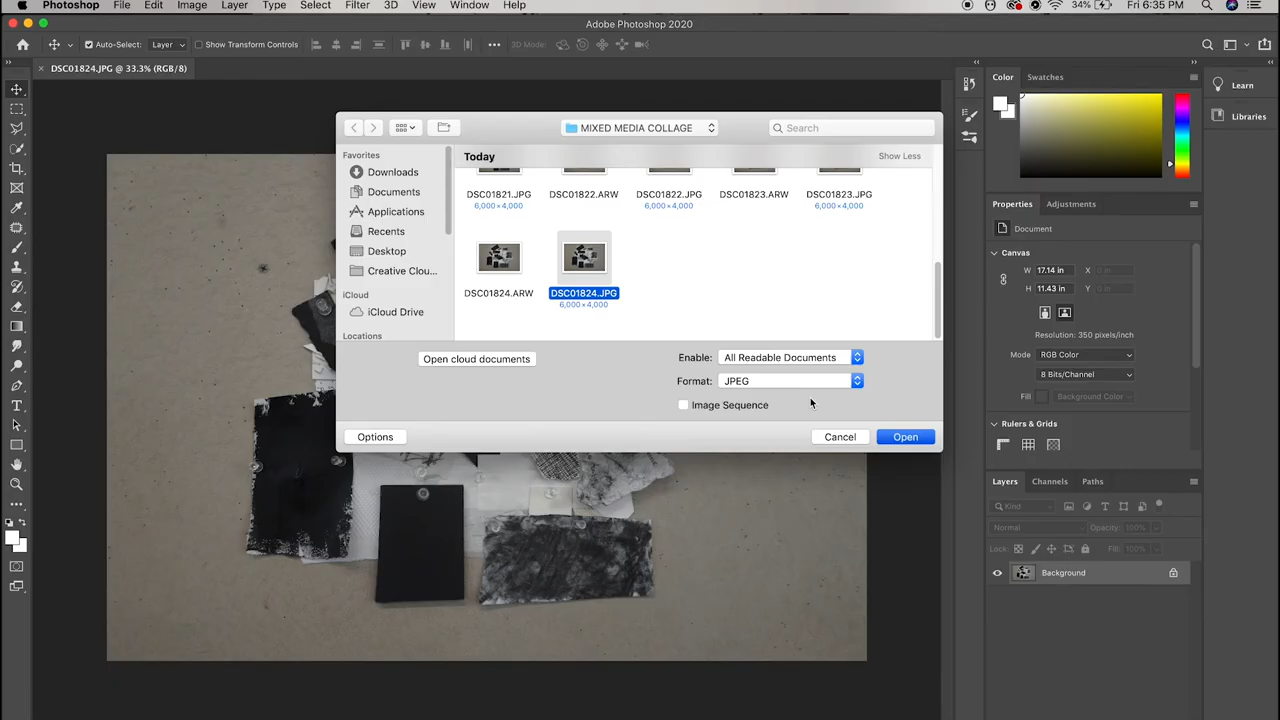 Photoshop File Edit Image Layer Type Select Filter 3D View Window Help 34% Fri 6:35 PM
Adobe Photoshop 2020
Auto-Select: Layer Show Transform Controls 3D Mode:
DSC01824.JPG @ 33.3% (RGB/8)
MIXED MEDIA COLLAGE
Search
Favorites
Downloads
Documents
Applications
Recents
Desktop
Creative Clou...
iCloud
iCloud Drive
Locations
Today Show Less
DSC01821.JPG DSC01822.ARW DSC01822.JPG DSC01823.ARW DSC01823.JPG
6,000×4,000 6,000×4,000 6,000×4,000
DSC01824.ARW DSC01824.JPG
6,000×4,000
Open cloud documents
Enable: All Readable Documents
Format: JPEG
Image Sequence
Options Cancel Open
Color Swatches
Learn
Libraries
Properties Adjustments
Document
Canvas
W 17.14 in X 0 in
H 11.43 in Y 0 in
Resolution: 350 pixels/inch
Mode RGB Color
8 Bits/Channel
Fill Background Color
Rulers & Grids
Layers Channels Paths
Kind
Normal Opacity: 100%
Lock: Fill: 100%
Background